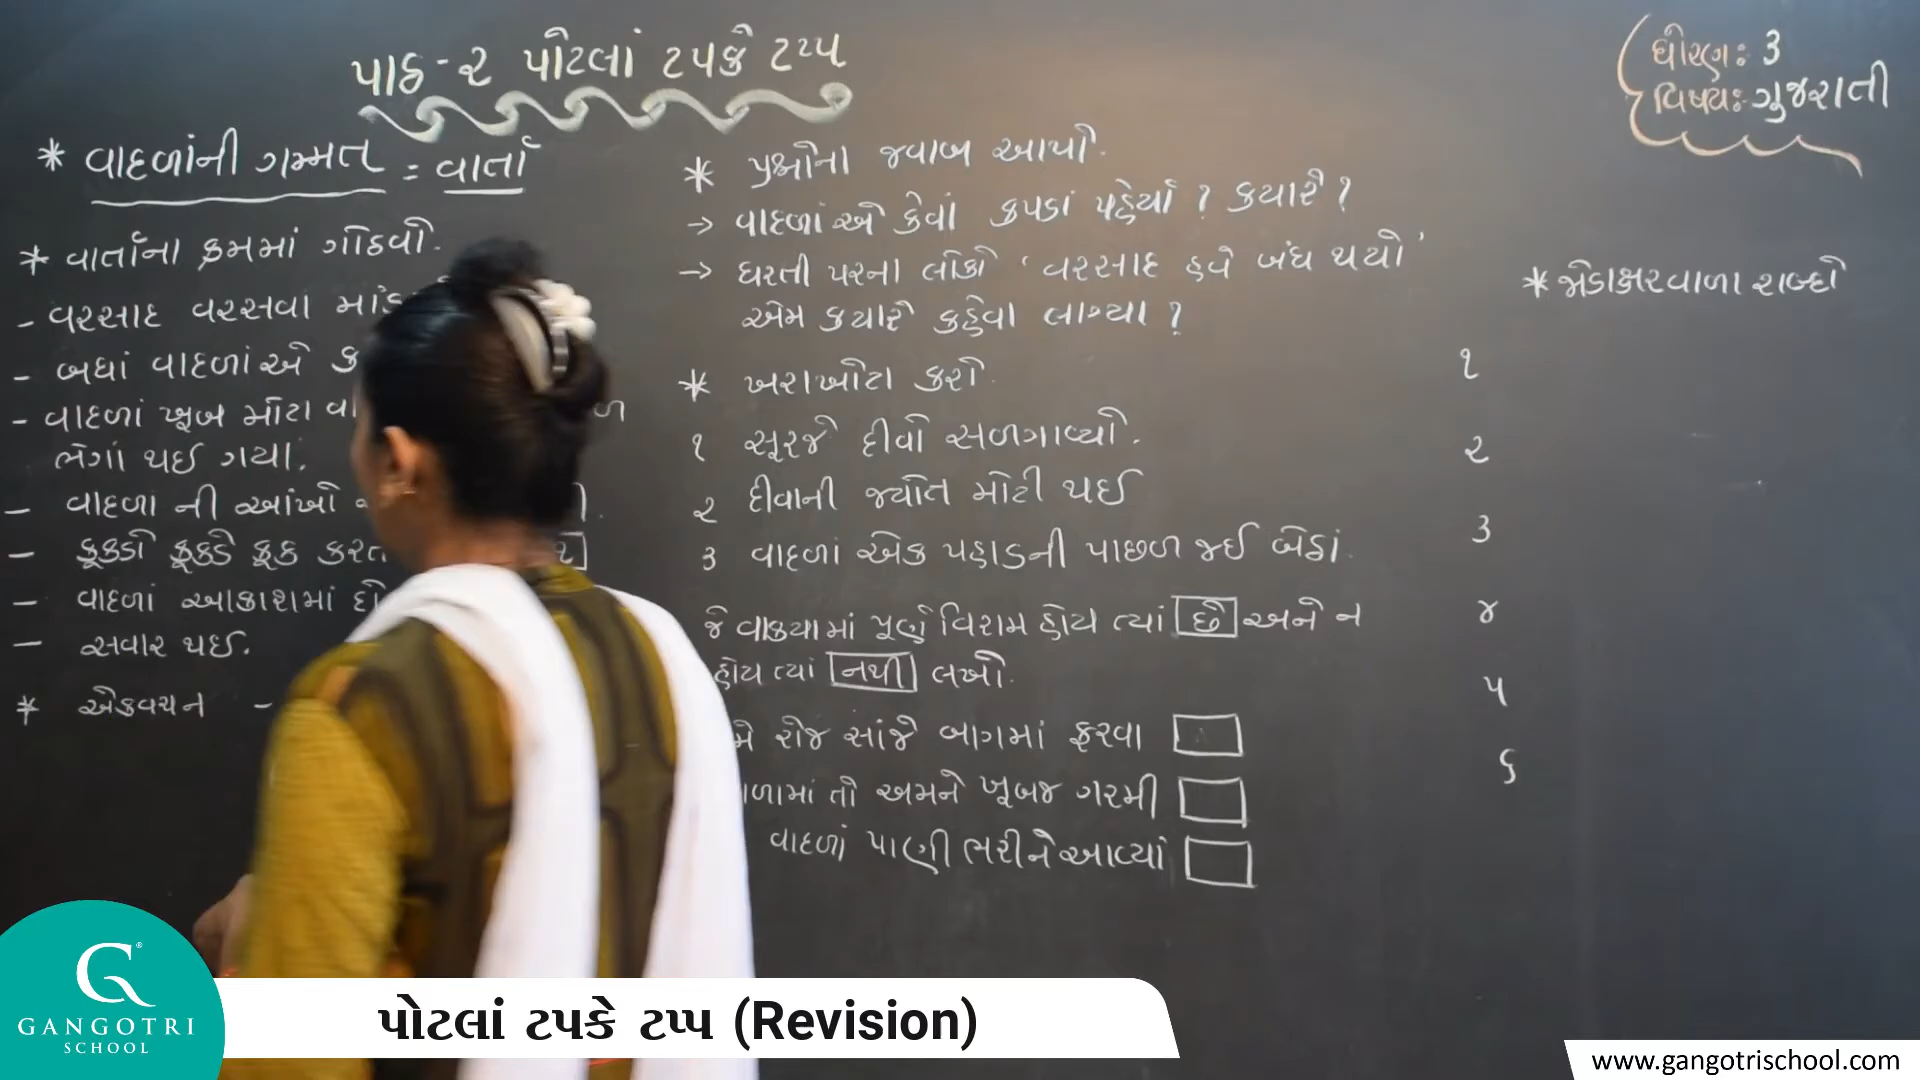 પાઠ - ૨ પોટલાં ટપકે ટપ્પ
ધોરણઃ 3
વિષયઃ ગુજરાતી
* વાદળાંની ગમ્મત = વાર્તા
* વાર્તાના ક્રમમાં ગોઠવો.
- વરસાદ વરસવા
- બધાં વાદળાંએ
- વાદળાં ખૂબ મોટા
ભેગાં થઈ ગયા.
- વાદળા ની આંખો
- કૂકડો કૂકડે કૂક
- વાદળાં આકાશમાં
- સવાર થઈ.
* એકવચન -
* પ્રશ્નોના જવાબ આપો.
→ વાદળાંએ કેવાં કપડાં પહેર્યાં ? કયારે ?
→ ધરતી પરના લોકો 'વરસાદ હવે બંધ થયો'
એમ કયારે કહેવા લાગ્યા ?
* ખરાખોટા કરો.
૧ સૂરજે દીવો સળગાવ્યો.
૨ દીવાની જ્યોત મોટી થઈ
૩ વાદળાં એક પહાડની પાછળ જઈ બેઠાં.
જે વાકયામાં પૂર્ણ વિરામ હોય ત્યાં છે અને ન
હોય ત્યાં નથી લખો.
રોજ સાંજે બાગમાં ફરવા
તો અમને ખૂબજ ગરમી
વાદળાં પાણી ભરીને આવ્યાં
* જોડાક્ષરવાળા શબ્દો
૧
૨
૩
૪
૫
૬
GANGOTRI
SCHOOL
પોટલાં ટપકે ટપ્પ (Revision)
www.gangotrischool.com